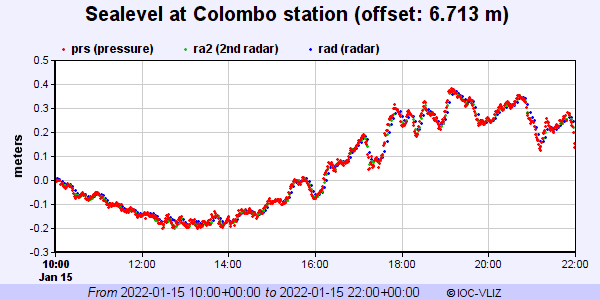 Sealevel at Colombo station (offset: 6.713 m)
prs (pressure) ra2 (2nd radar) rad (radar)
meters
0.5
0.4
0.3
0.2
0.1
0.0
-0.1
-0.2
-0.3
10:00 12:00 14:00 16:00 18:00 20:00 22:00
Jan 15
From 2022-01-15 10:00+00:00 to 2022-01-15 22:00+00:00 © IOC-VLIZ